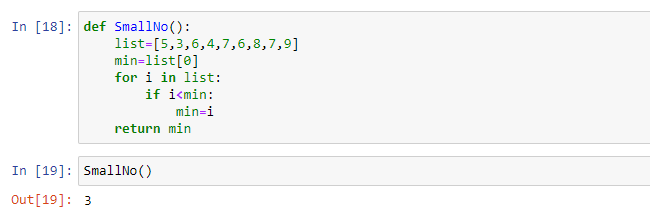 In [18]: def SmallNo():
    list=[5,3,6,4,7,6,8,7,9]
    min=list[0]
    for i in list:
        if i<min:
            min=i
    return min
In [19]: SmallNo()
Out[19]: 3